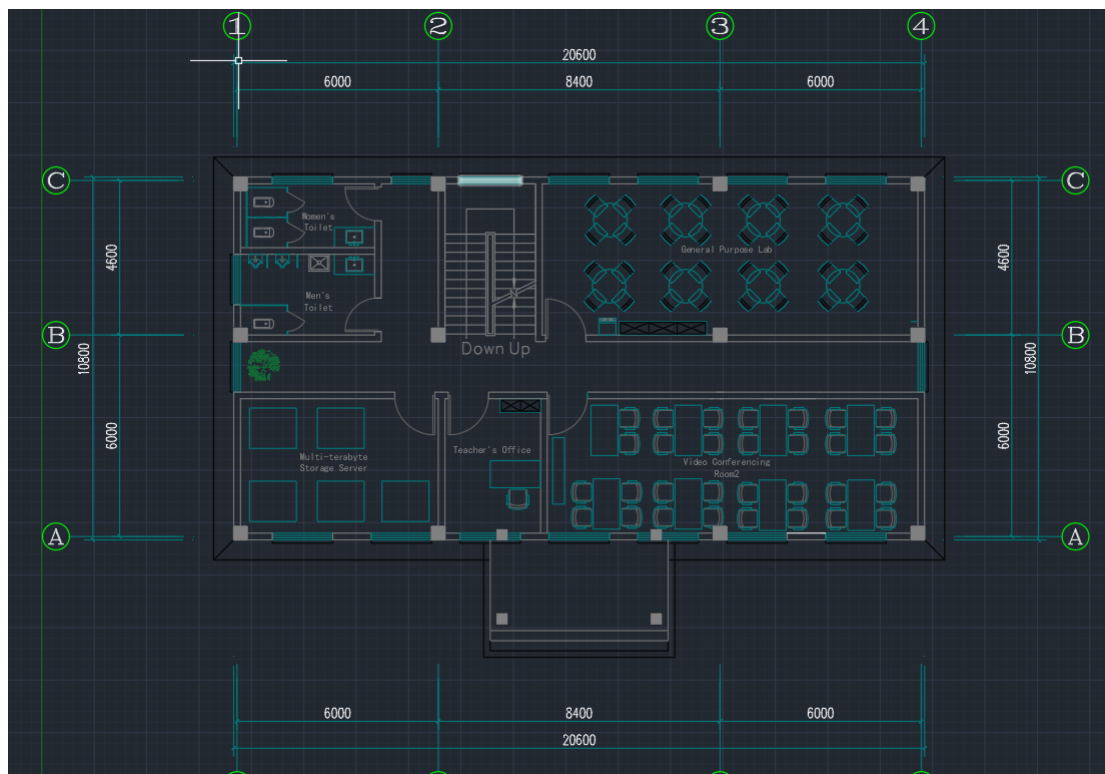 1 2 3 4
20600
6000 8400 6000
C C
Women's
Toilet
General Purpose Lab
4600 4600
Men's
Toilet
B B
Down Up
10800 10800
Teacher's Office
Multi-terabyte
Storage Server
6000 6000
Video Conferencing
Room2
A A
6000 8400 6000
20600